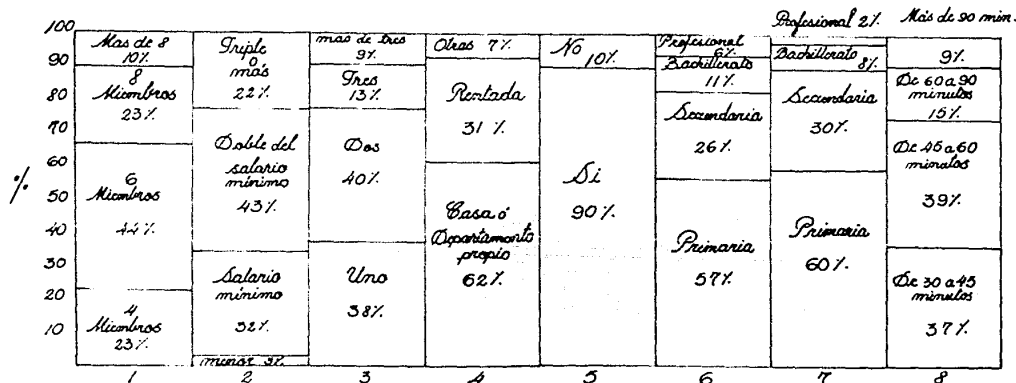 100
90
80
70
60
%
50
40
30
20
10
Mas de 8
10%
8
Miembros
23%
6
Miembros
44%
4
Miembros
23%
1
Triple
o
más
22%
Doble del
salario
mínimo
43%
Salario
mínimo
32%
menor 3%
2
mas de tres
9%
Tres
13%
Dos
40%
Uno
38%
3
Otras 7%
Rentada
31%
Casa ó
Departamento
propio
62%
4
No
10%
Si
90%
5
Profesional
6%
Bachillerato
11%
Secundaria
26%
Primaria
57%
6
Profesional 2%
Bachillerato
8%
Secundaria
30%
Primaria
60%
7
Más de 90 min.
9%
De 60 a 90
minutos
15%
De 45 a 60
minutos
39%
De 30 a 45
minutos
37%
8